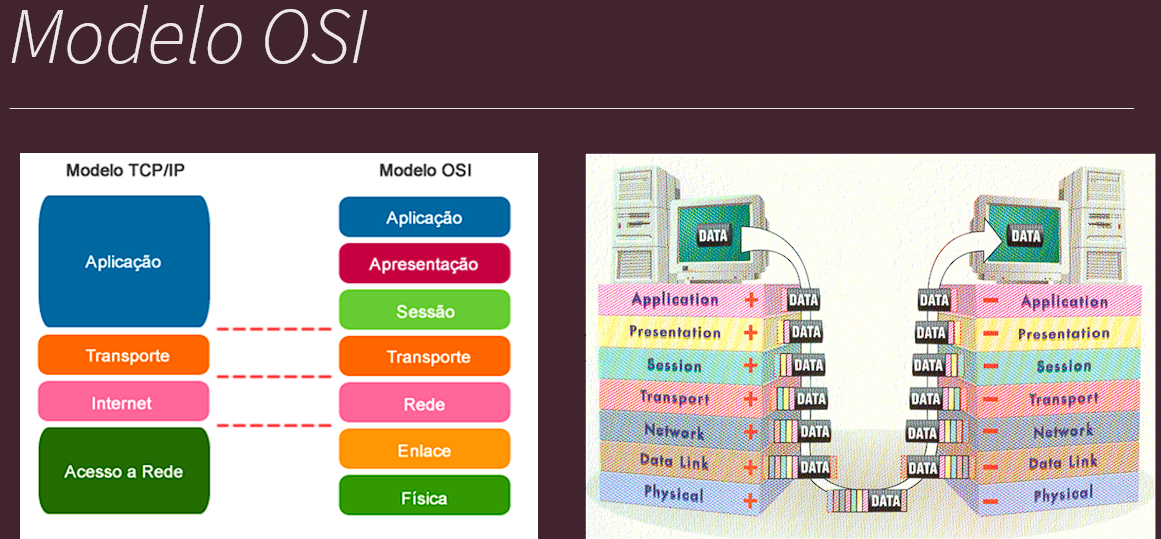 Modelo OSI
Modelo TCP/IP
Aplicação
Transporte
Internet
Acesso a Rede
Modelo OSI
Aplicação
Apresentação
Sessão
Transporte
Rede
Enlace
Física
DATA
Application + DATA
Presentation + DATA
Session + DATA
Transport + DATA
Network + DATA
Data Link + DATA
Physical +
DATA
DATA
DATA - Application
DATA - Presentation
DATA - Session
DATA - Transport
DATA - Network
DATA - Data Link
- Physical